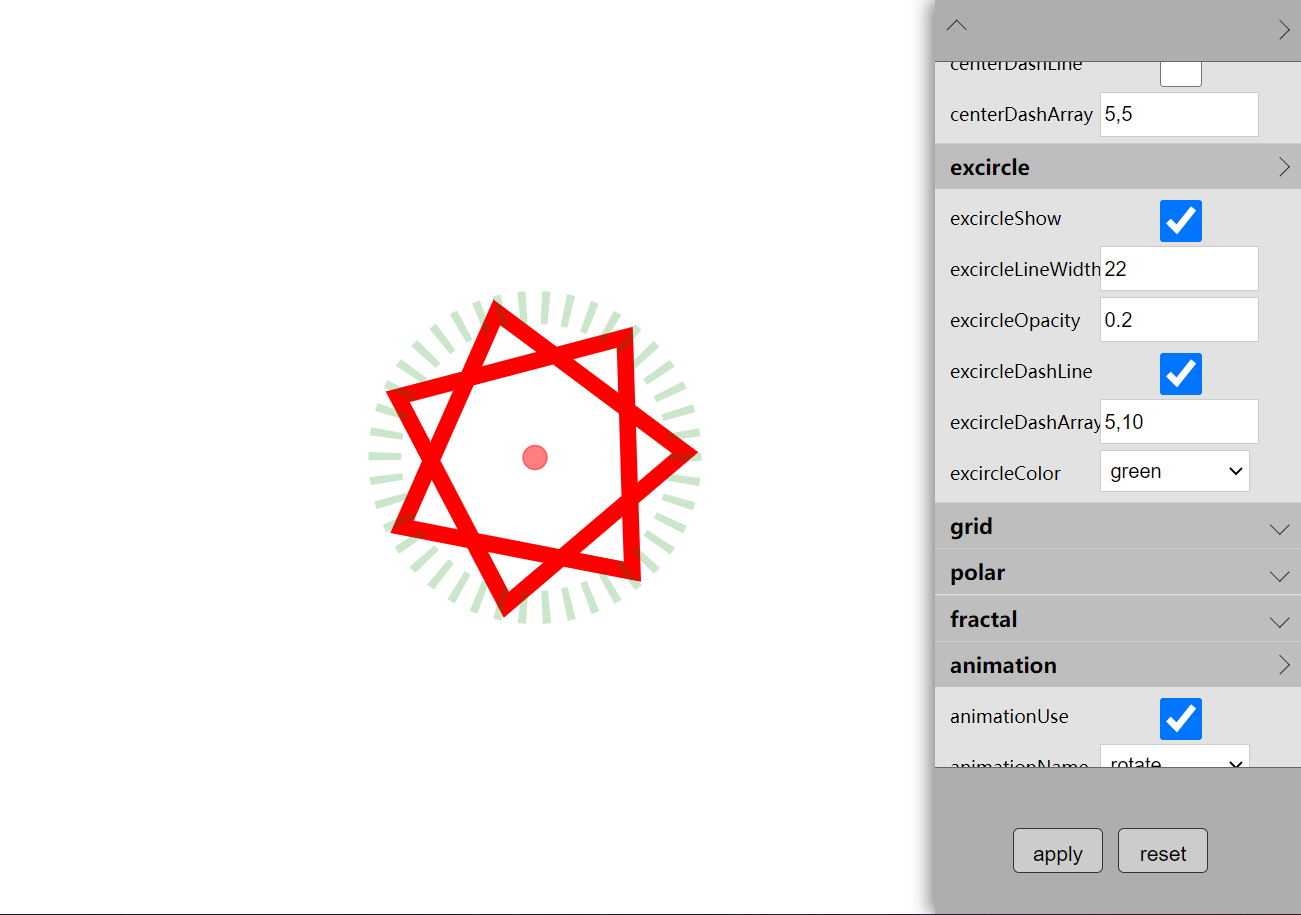 centerDashLine
centerDashArray 5,5
excircle
excircleShow
excircleLineWidth 22
excircleOpacity 0.2
excircleDashLine
excircleDashArray 5,10
excircleColor green
grid
polar
fractal
animation
animationUse
animationName rotate
apply reset